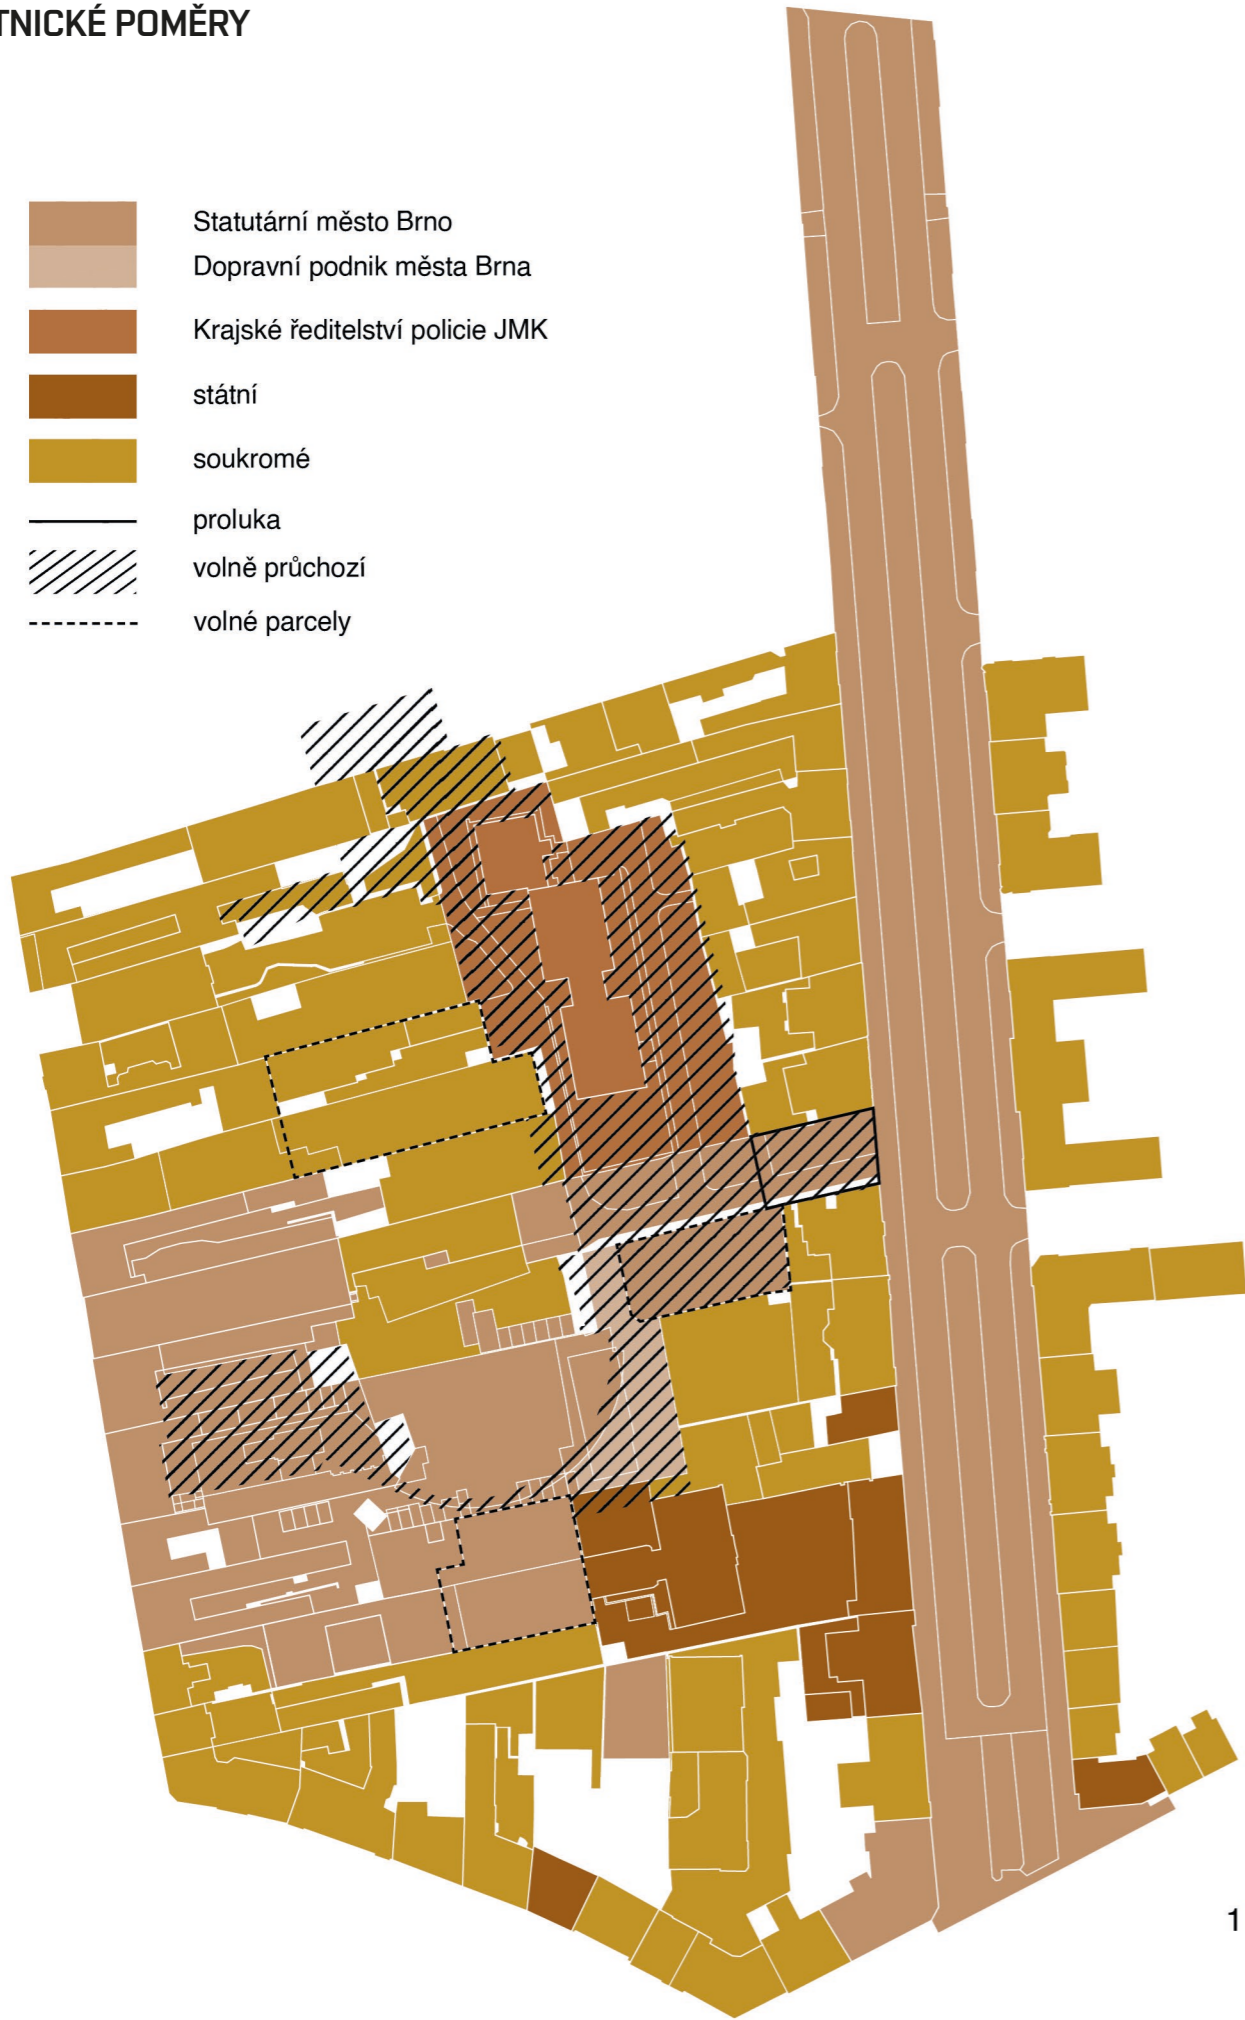 TNICKÉ POMĚRY
Statutární město Brno
Dopravní podnik města Brna
Krajské ředitelství policie JMK
státní
soukromé
proluka
volně průchozí
volné parcely
1